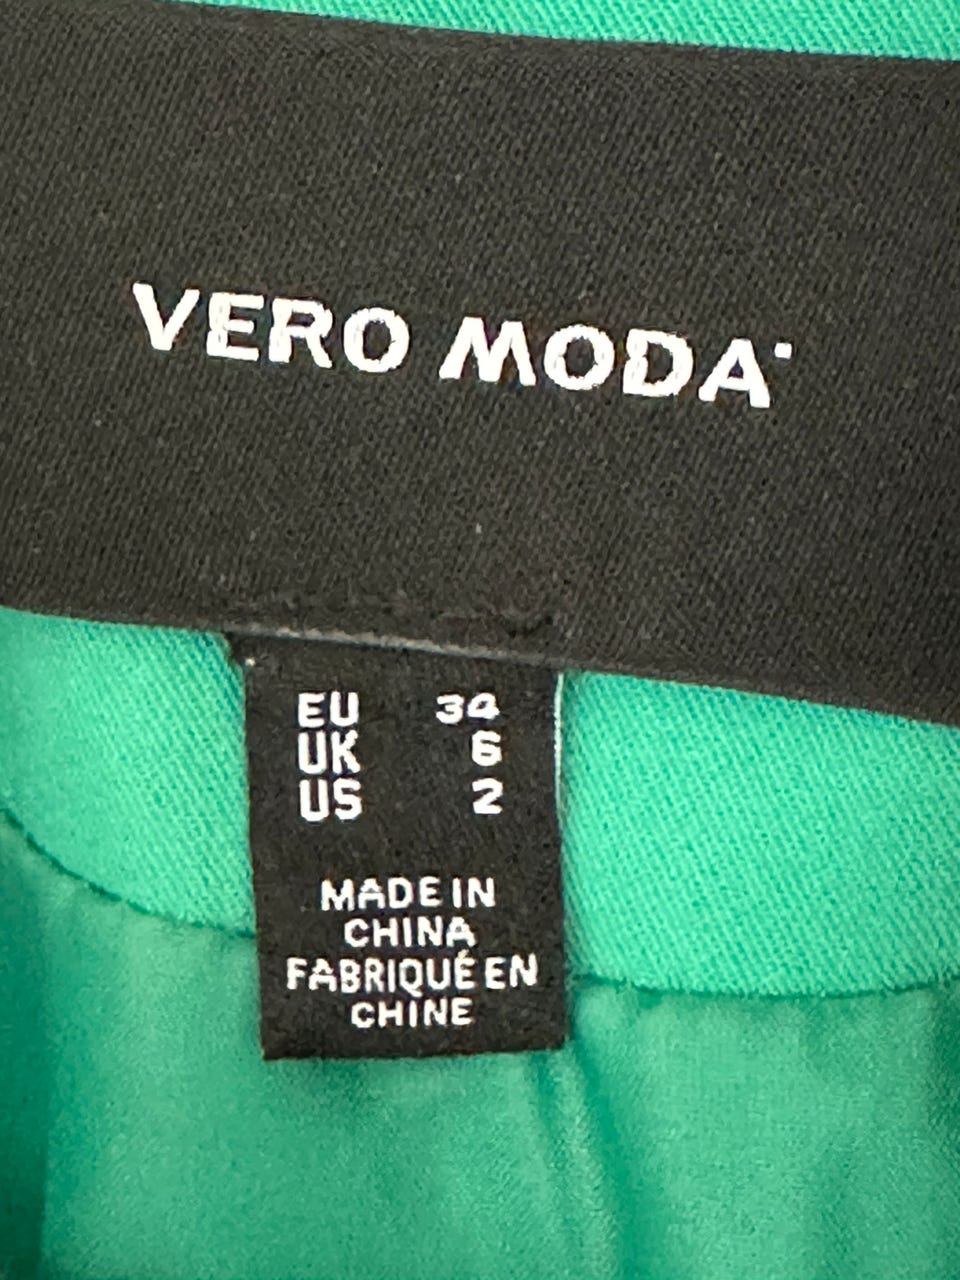 VERO MODA
EU 34
UK 6
US 2
MADE IN
CHINA
FABRIQUÉ EN
CHINE